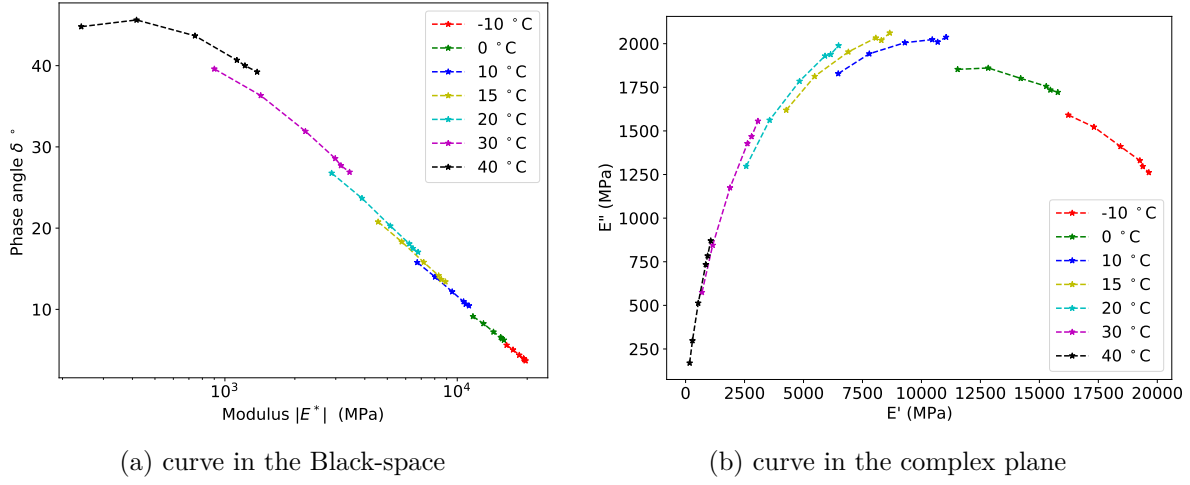 Phase angle δ °
40
30
20
10
10³
10⁴
Modulus |E*| (MPa)
-10 °C
0 °C
10 °C
15 °C
20 °C
30 °C
40 °C
(a) curve in the Black-space
E" (MPa)
2000
1750
1500
1250
1000
750
500
250
0 2500 5000 7500 10000 12500 15000 17500 20000
E' (MPa)
-10 °C
0 °C
10 °C
15 °C
20 °C
30 °C
40 °C
(b) curve in the complex plane